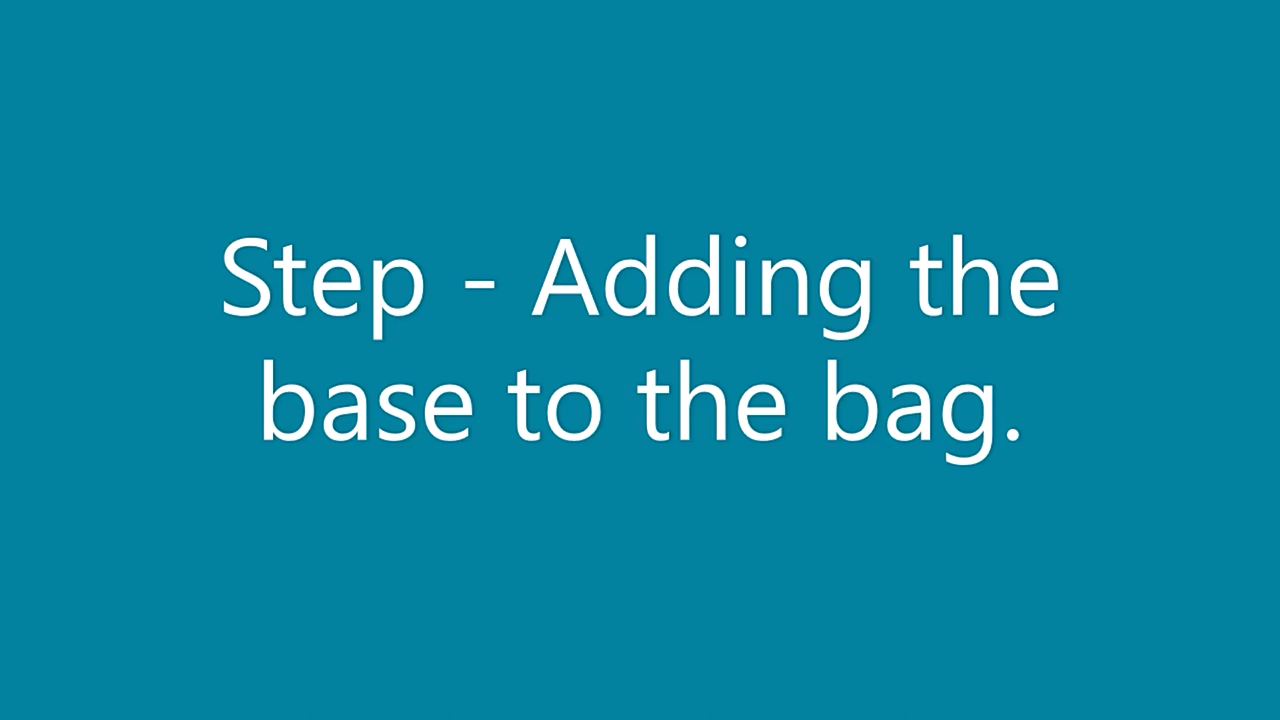 Step - Adding the
base to the bag.